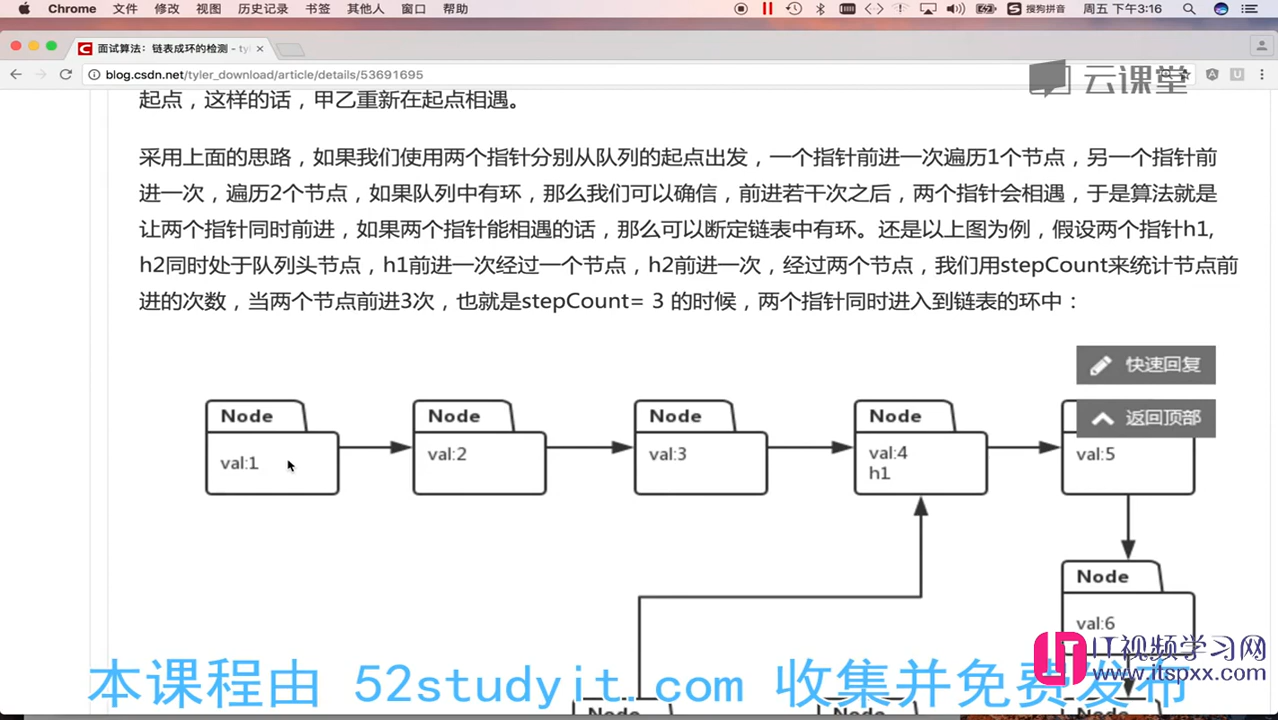 Chrome 文件 修改 视图 历史记录 书签 其他人 窗口 帮助 搜狗拼音 周五 下午3:16
面试算法：链表成环的检测 - tyl
blog.csdn.net/tyler_download/article/details/53691695
云课堂
起点，这样的话，甲乙重新在起点相遇。
采用上面的思路，如果我们使用两个指针分别从队列的起点出发，一个指针前进一次遍历1个节点，另一个指针前
进一次，遍历2个节点，如果队列中有环，那么我们可以确信，前进若干次之后，两个指针会相遇，于是算法就是
让两个指针同时前进，如果两个指针能相遇的话，那么可以断定链表中有环。还是以上图为例，假设两个指针h1,
h2同时处于队列头节点，h1前进一次经过一个节点，h2前进一次，经过两个节点，我们用stepCount来统计节点前
进的次数，当两个节点前进3次，也就是stepCount= 3 的时候，两个指针同时进入到链表的环中：
快速回复
返回顶部
Node
val:1
Node
val:2
Node
val:3
Node
val:4
h1
val:5
Node
val:6
IT视频学习网
www.itspxx.com
本课程由 52studyit.com 收集并免费发布
Node
Node
Node